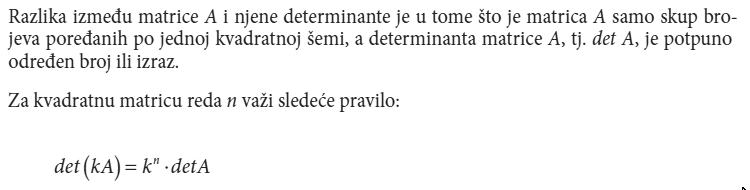 Razlika između matrice A i njene determinante je u tome što je matrica A samo skup bro-
jeva poređanih po jednoj kvadratnoj šemi, a determinanta matrice A, tj. det A, je potpuno
određen broj ili izraz.
Za kvadratnu matricu reda n važi sledeće pravilo:
det(kA) = kⁿ · detA